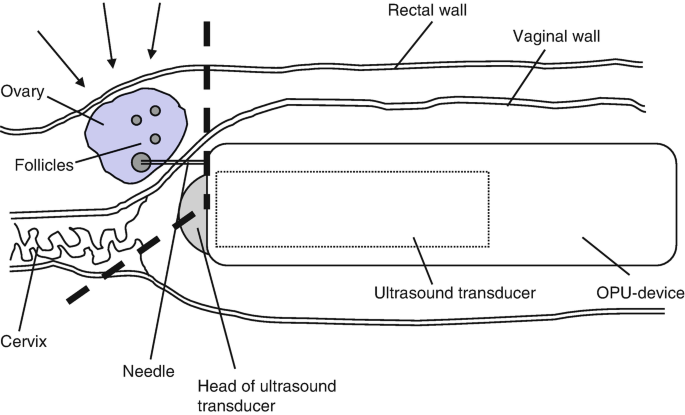 Rectal wall
Vaginal wall
Ovary
Follicles
Ultrasound transducer
OPU-device
Cervix
Needle
Head of ultrasound
transducer